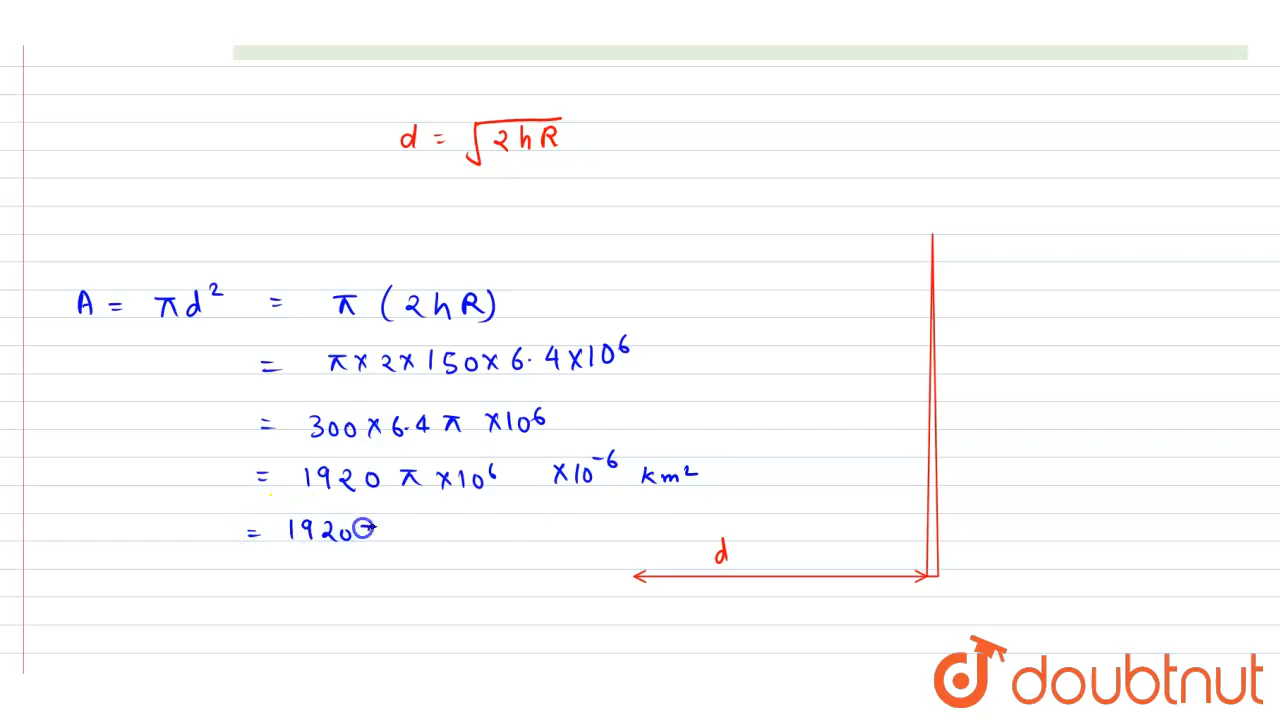 d = √2hR
A = πd² = π (2hR)
= π × 2 × 150 × 6.4 × 10⁶
= 300 × 6.4 π × 10⁶
= 1920 π × 10⁶ × 10⁻⁶ km²
= 1920
d
doubtnut